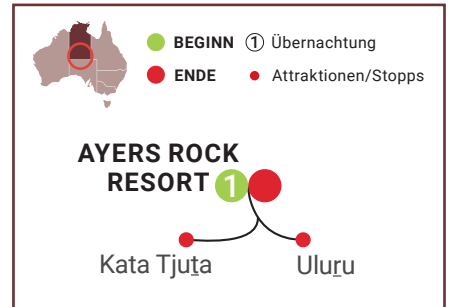 BEGINN ① Übernachtung
ENDE Attraktionen/Stopps
AYERS ROCK
RESORT 1
Kata Tjuṯa Uluṟu